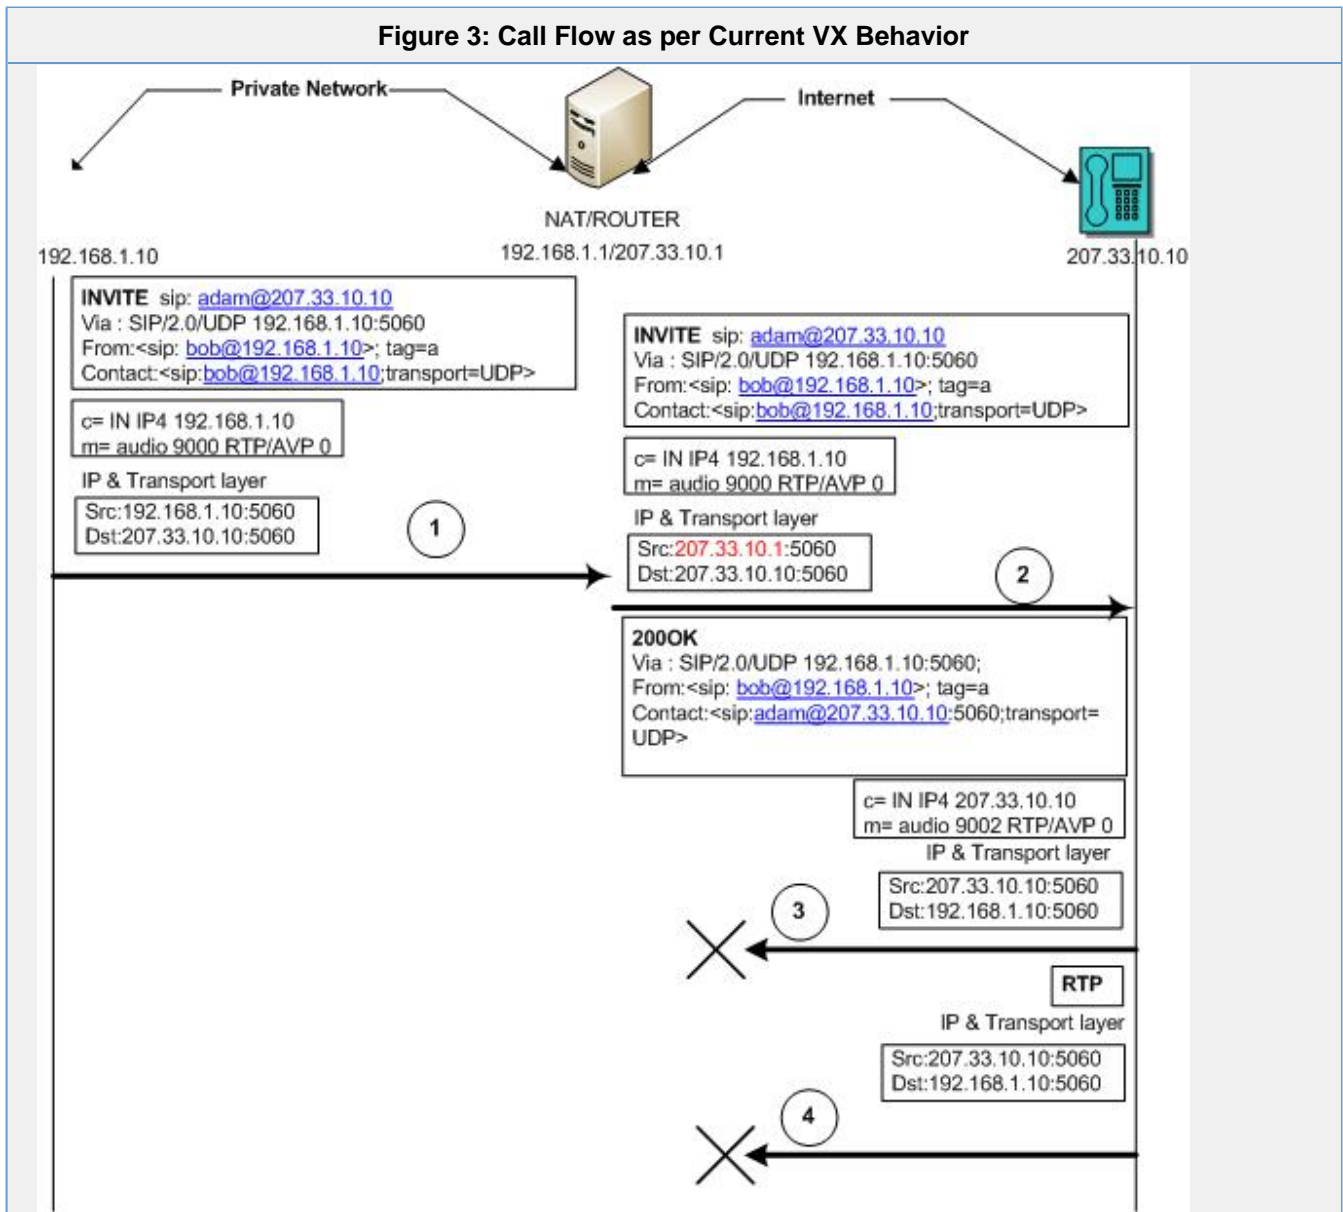 Figure 3: Call Flow as per Current VX Behavior
Private Network
Internet
NAT/ROUTER
192.168.1.10
192.168.1.1/207.33.10.1
207.33.10.10
INVITE sip: adam@207.33.10.10
Via : SIP/2.0/UDP 192.168.1.10:5060
From:<sip: bob@192.168.1.10>; tag=a
Contact:<sip:bob@192.168.1.10;transport=UDP>
c= IN IP4 192.168.1.10
m= audio 9000 RTP/AVP 0
IP & Transport layer
Src:192.168.1.10:5060
Dst:207.33.10.10:5060
1
INVITE sip: adam@207.33.10.10
Via : SIP/2.0/UDP 192.168.1.10:5060
From:<sip: bob@192.168.1.10>; tag=a
Contact:<sip:bob@192.168.1.10;transport=UDP>
c= IN IP4 192.168.1.10
m= audio 9000 RTP/AVP 0
IP & Transport layer
Src:207.33.10.1:5060
Dst:207.33.10.10:5060
2
200OK
Via : SIP/2.0/UDP 192.168.1.10:5060;
From:<sip: bob@192.168.1.10>; tag=a
Contact:<sip:adam@207.33.10.10:5060;transport=
UDP>
c= IN IP4 207.33.10.10
m= audio 9002 RTP/AVP 0
IP & Transport layer
Src:207.33.10.10:5060
Dst:192.168.1.10:5060
3
RTP
IP & Transport layer
Src:207.33.10.10:5060
Dst:192.168.1.10:5060
4